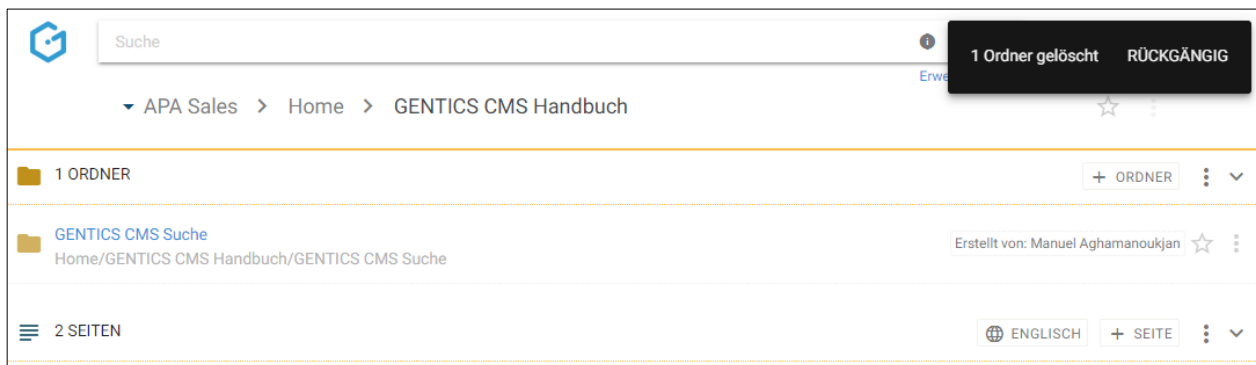 Suche
1 Ordner gelöscht RÜCKGÄNGIG
Erwe
APA Sales > Home > GENTICS CMS Handbuch
1 ORDNER + ORDNER
GENTICS CMS Suche
Home/GENTICS CMS Handbuch/GENTICS CMS Suche
Erstellt von: Manuel Aghamanoukjan
2 SEITEN ENGLISCH + SEITE